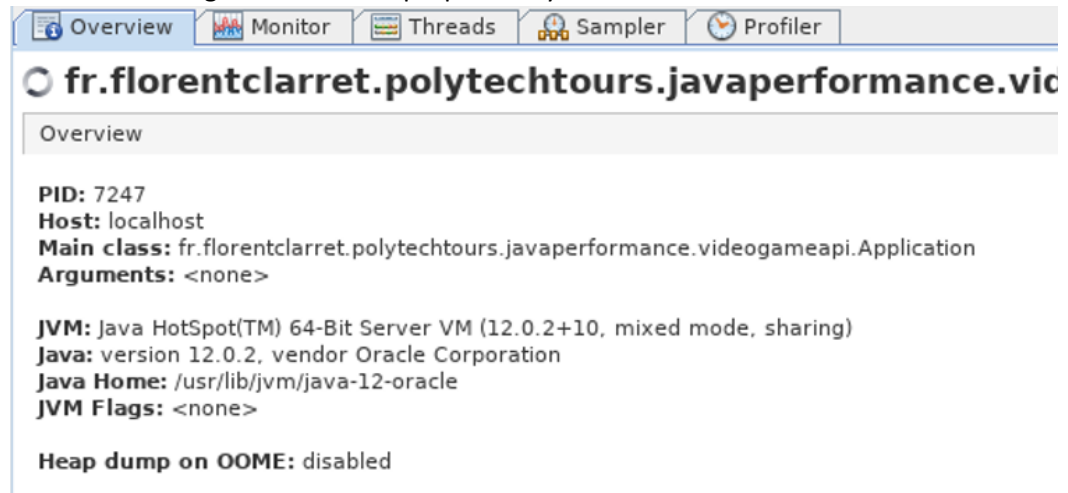 Overview Monitor Threads Sampler Profiler
fr.florentclarret.polytechtours.javaperformance.vid
Overview
PID: 7247
Host: localhost
Main class: fr.florentclarret.polytechtours.javaperformance.videogameapi.Application
Arguments: <none>
JVM: Java HotSpot(TM) 64-Bit Server VM (12.0.2+10, mixed mode, sharing)
Java: version 12.0.2, vendor Oracle Corporation
Java Home: /usr/lib/jvm/java-12-oracle
JVM Flags: <none>
Heap dump on OOME: disabled